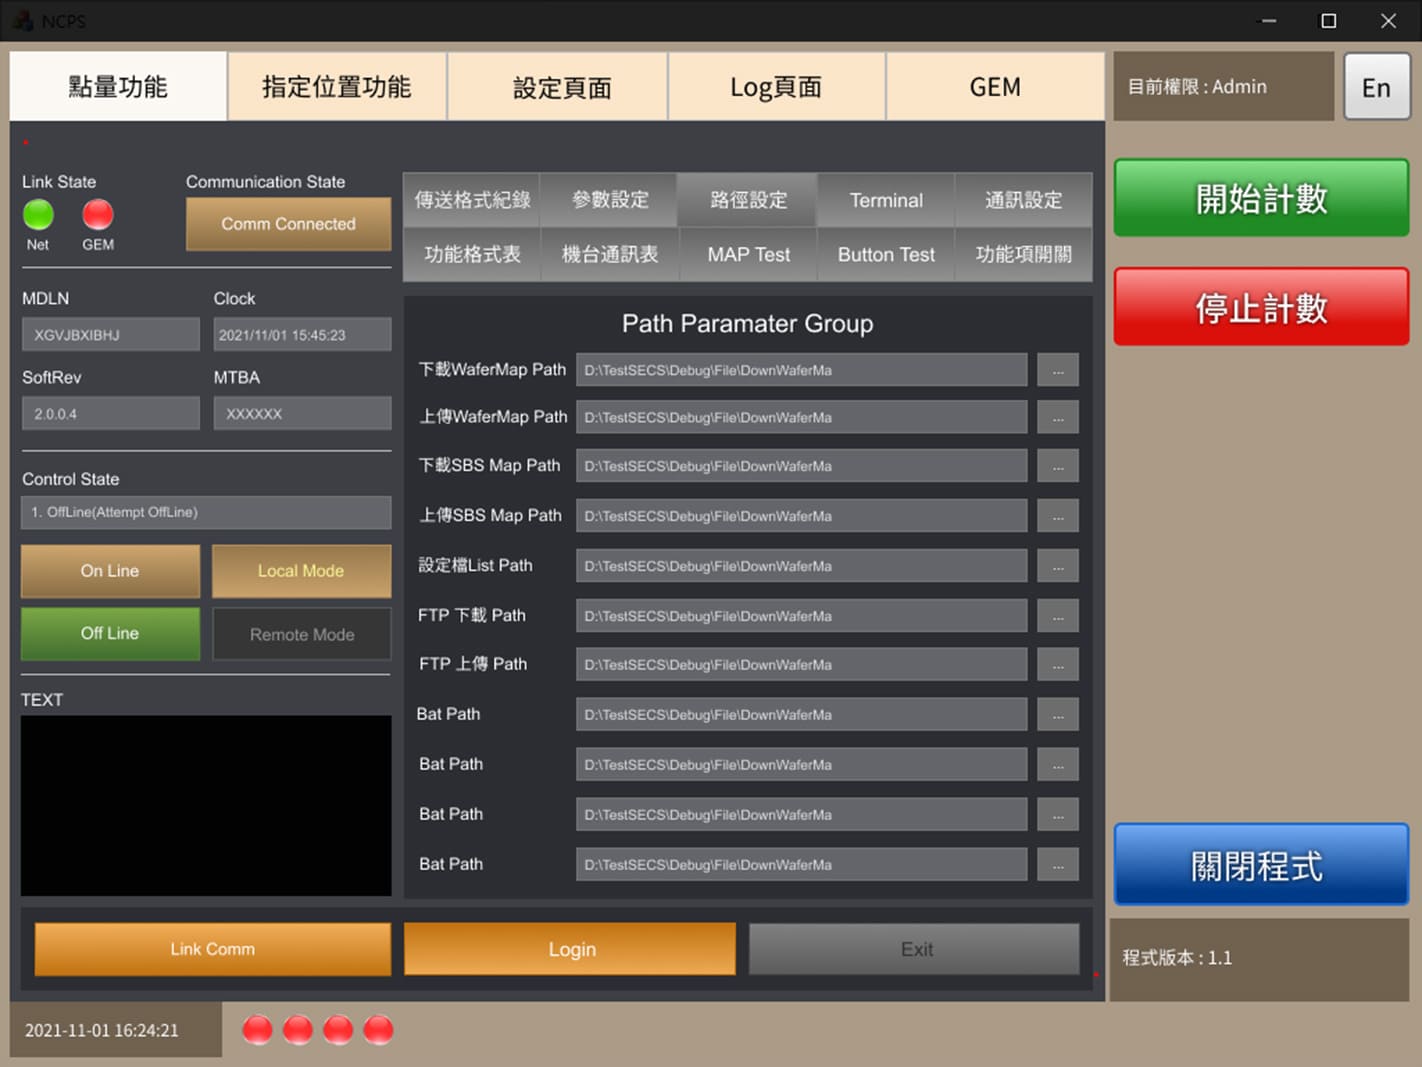 NCPS
點量功能
指定位置功能
設定頁面
Log頁面
GEM
目前權限 : Admin
En
Link State
Communication State
Net
GEM
Comm Connected
傳送格式紀錄
參數設定
路徑設定
Terminal
通訊設定
功能格式表
機台通訊表
MAP Test
Button Test
功能項開關
開始計數
停止計數
MDLN
Clock
XGVJBXIBHJ
2021/11/01 15:45:23
SoftRev
MTBA
2.0.0.4
XXXXXX
Control State
1. OffLine(Attempt OffLine)
On Line
Local Mode
Off Line
Remote Mode
TEXT
Path Paramater Group
下載WaferMap Path
D:\TestSECS\Debug\File\DownWaferMa
...
上傳WaferMap Path
D:\TestSECS\Debug\File\DownWaferMa
...
下載SBS Map Path
D:\TestSECS\Debug\File\DownWaferMa
...
上傳SBS Map Path
D:\TestSECS\Debug\File\DownWaferMa
...
設定檔List Path
D:\TestSECS\Debug\File\DownWaferMa
...
FTP 下載 Path
D:\TestSECS\Debug\File\DownWaferMa
...
FTP 上傳 Path
D:\TestSECS\Debug\File\DownWaferMa
...
Bat Path
D:\TestSECS\Debug\File\DownWaferMa
...
Bat Path
D:\TestSECS\Debug\File\DownWaferMa
...
Bat Path
D:\TestSECS\Debug\File\DownWaferMa
...
Bat Path
D:\TestSECS\Debug\File\DownWaferMa
...
Link Comm
Login
Exit
關閉程式
程式版本 : 1.1
2021-11-01 16:24:21